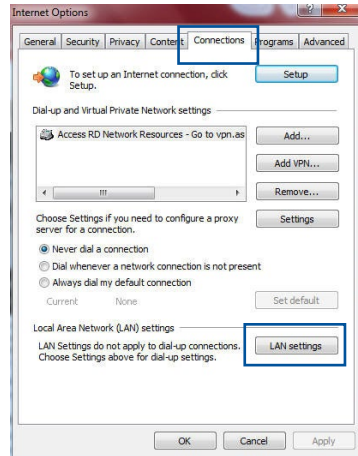 Internet Options
General Security Privacy Content Connections Programs Advanced
To set up an Internet connection, click
Setup.
Setup
Dial-up and Virtual Private Network settings
Access RD Network Resources - Go to vpn.as
Add...
Add VPN...
Remove...
Choose Settings if you need to configure a proxy
server for a connection.
Settings
Never dial a connection
Dial whenever a network connection is not present
Always dial my default connection
Current None
Set default
Local Area Network (LAN) settings
LAN Settings do not apply to dial-up connections.
Choose Settings above for dial-up settings.
LAN settings
OK Cancel Apply